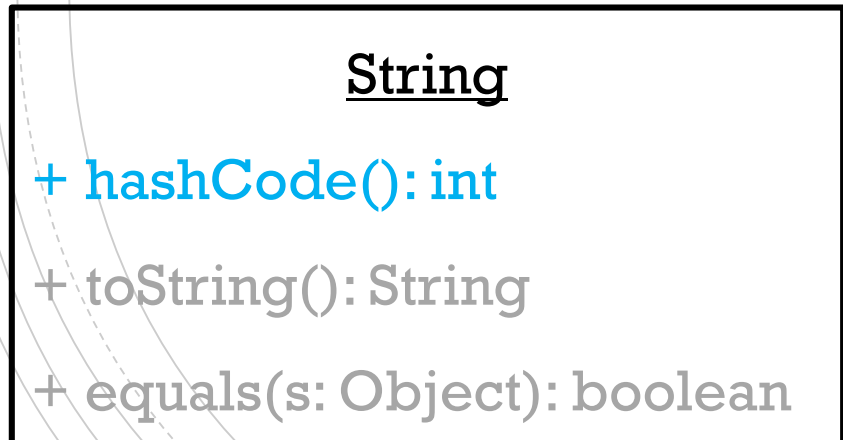 String
+ hashCode(): int
+ toString(): String
+ equals(s: Object): boolean